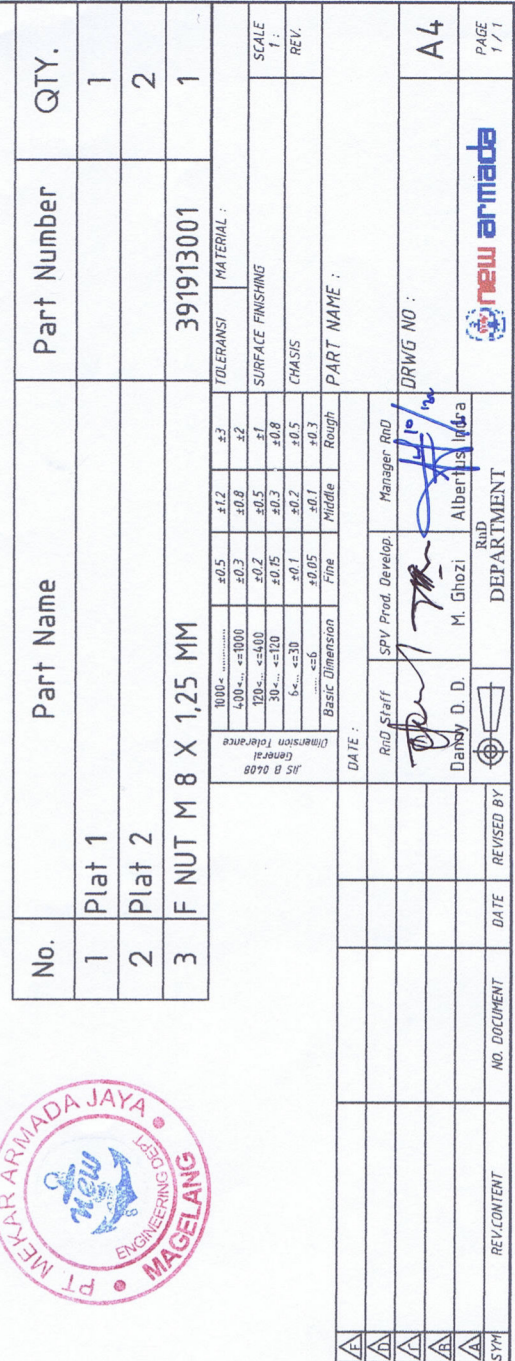 No. Part Name Part Number QTY.
1 Plat 1 1
2 Plat 2 2
3 F NUT M 8 X 1,25 MM 391913001 1
PT. MEKAR ARMADA JAYA
new
ENGINEERING DEPT
MAGELANG
JIS B 0408
General
Dimension Tolerance
1000< .............. ±0.5 ±1.2 ±3
400<... <=1000 ±0.3 ±0.8 ±2
120<... <=400 ±0.2 ±0.5 ±1
30<... <=120 ±0.15 ±0.3 ±0.8
6<... <=30 ±0.1 ±0.2 ±0.5
...... <=6 ±0.05 ±0.1 ±0.3
Basic Dimension Fine Middle Rough
TOLERANSI MATERIAL :
SURFACE FINISHING
SCALE
1 :
CHASIS
REV.
DATE :
PART NAME :
RnD Staff SPV Prod. Develop. Manager RnD
Danny D. D. M. Ghozi Albertus Indra
DRWG NO :
A4
RnD
DEPARTMENT
new armada
PAGE
1 / 1
E
D
C
B
A
SYM REV.CONTENT NO. DOCUMENT DATE REVISED BY